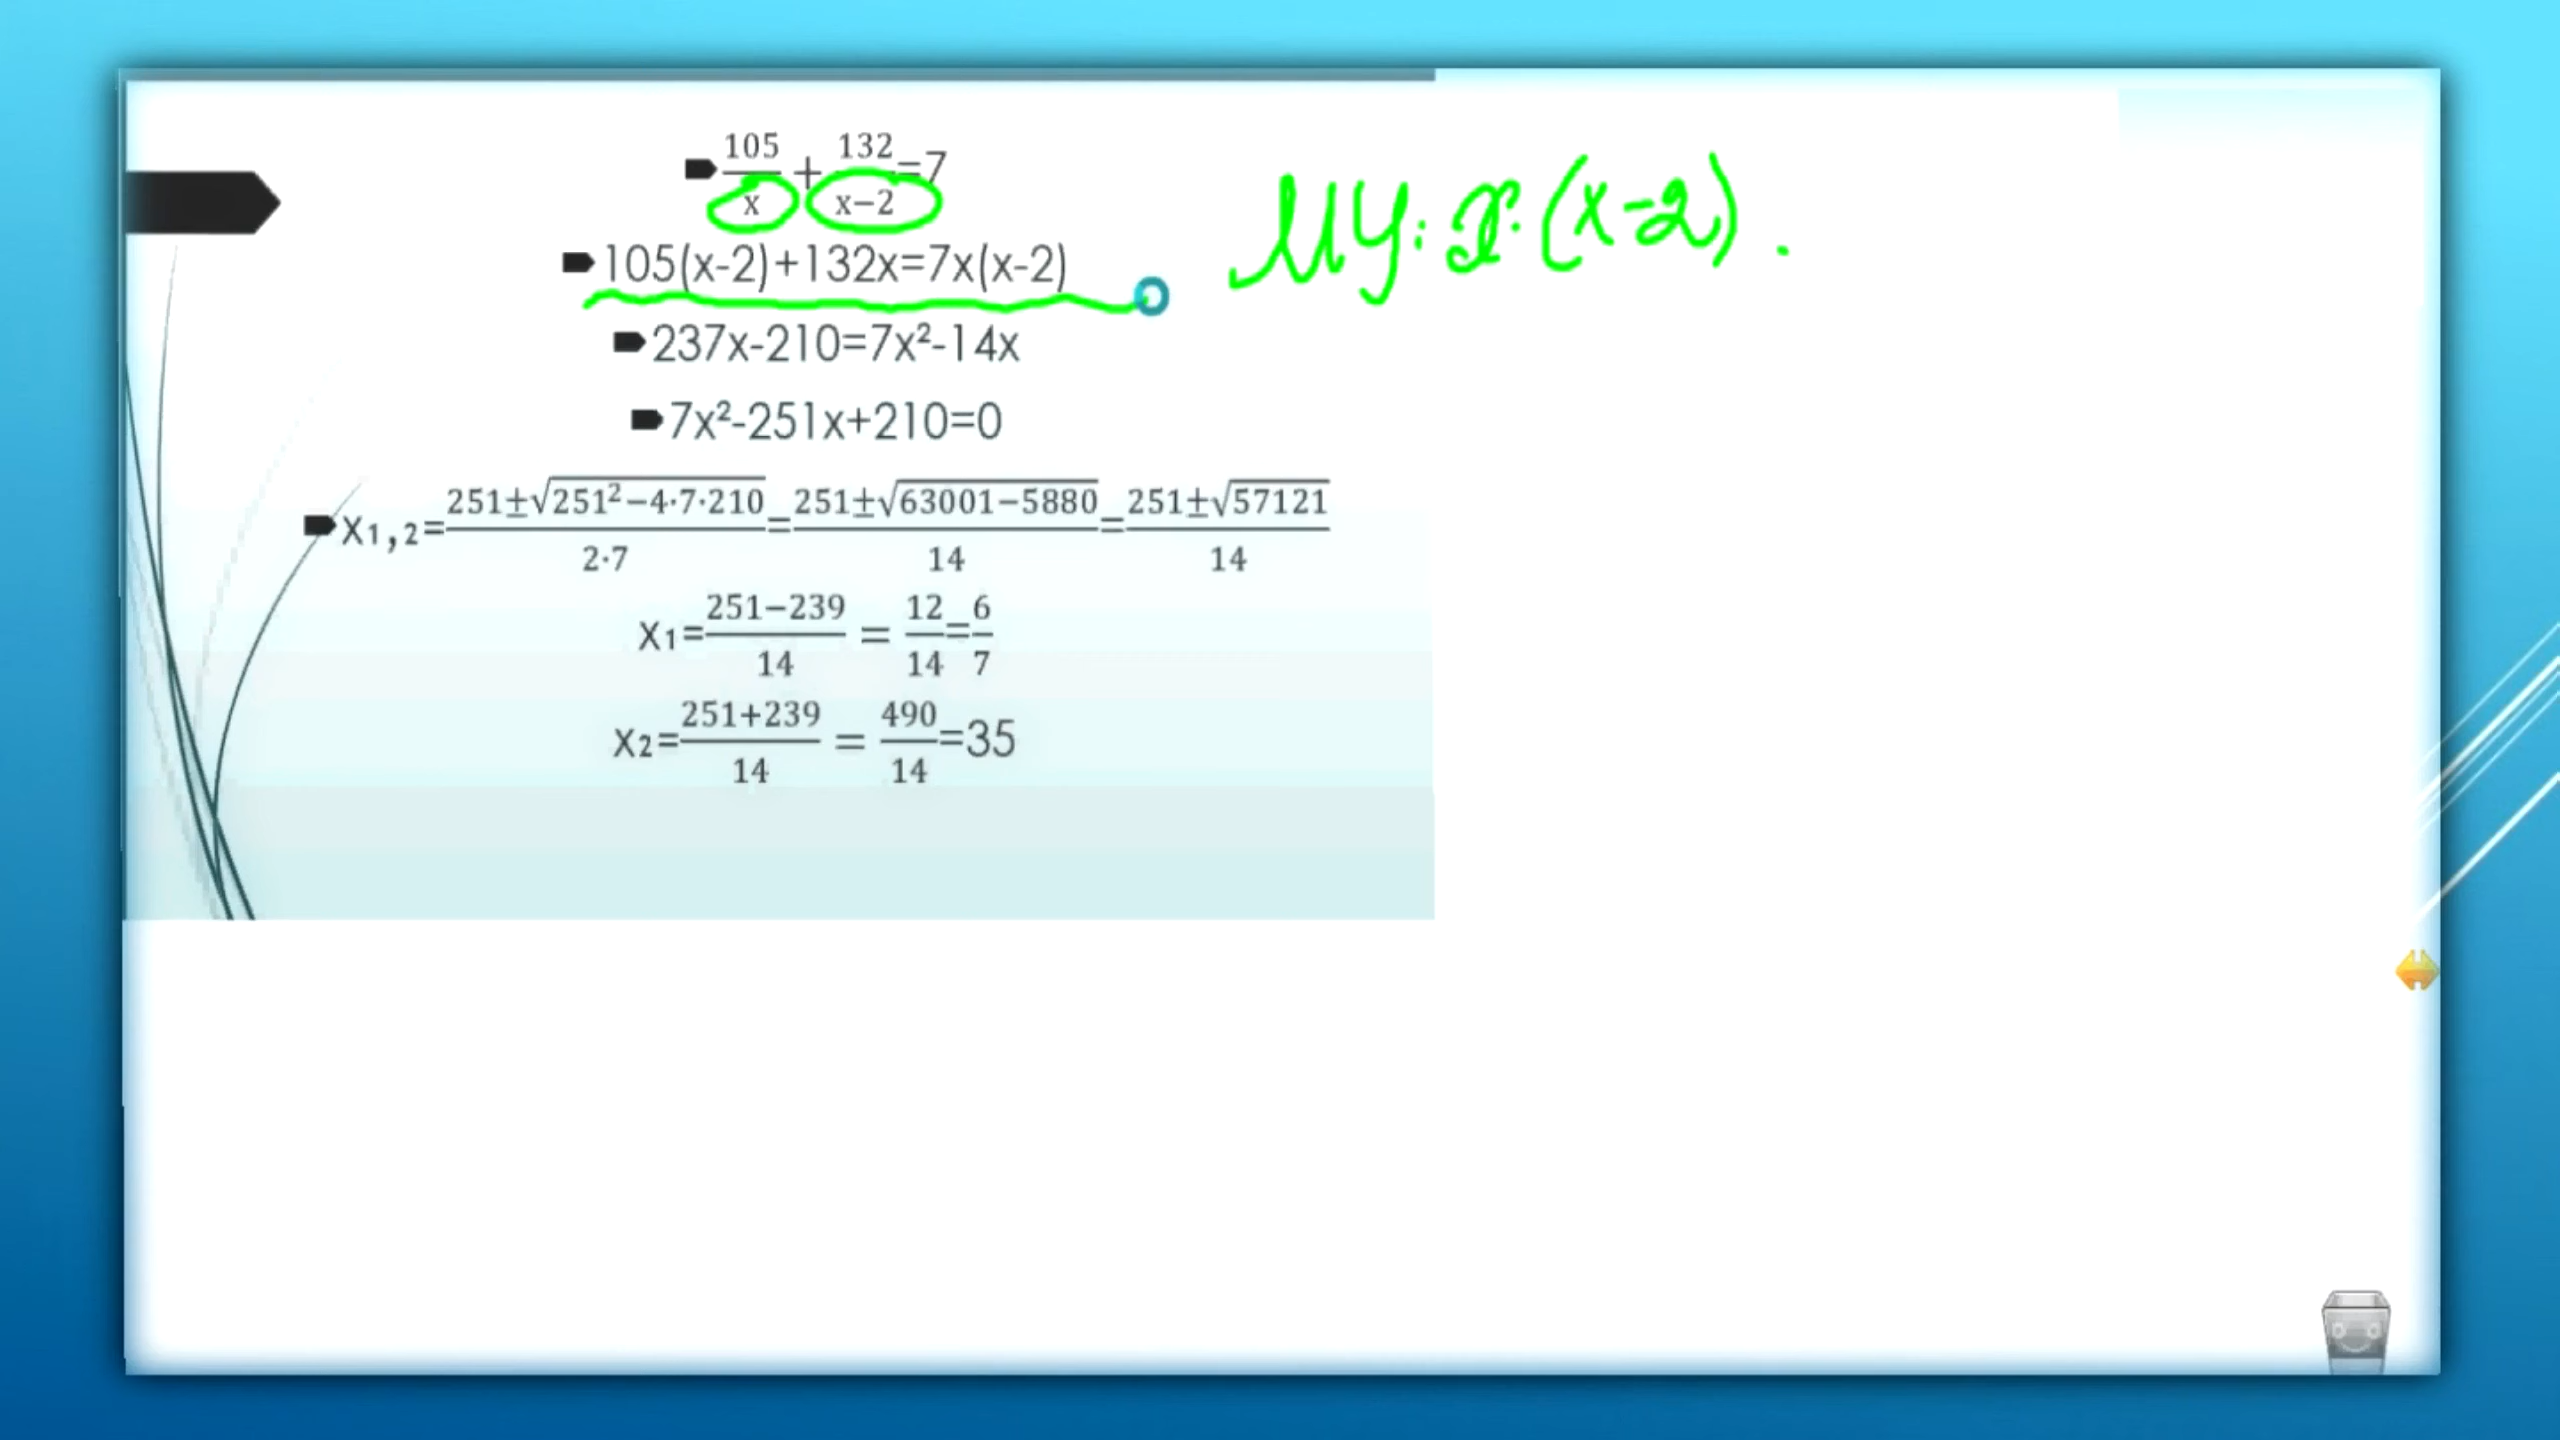 105/x + 132/(x−2) =7
105(x-2)+132x=7x(x-2)
237x-210=7x²-14x
7x²-251x+210=0
x1,2= (251±√(251²−4·7·210))/(2·7) = (251±√(63001−5880))/14 = (251±√57121)/14
x1= (251−239)/14 = 12/14 = 6/7
x2= (251+239)/14 = 490/14 =35
МУ: x·(x-2).